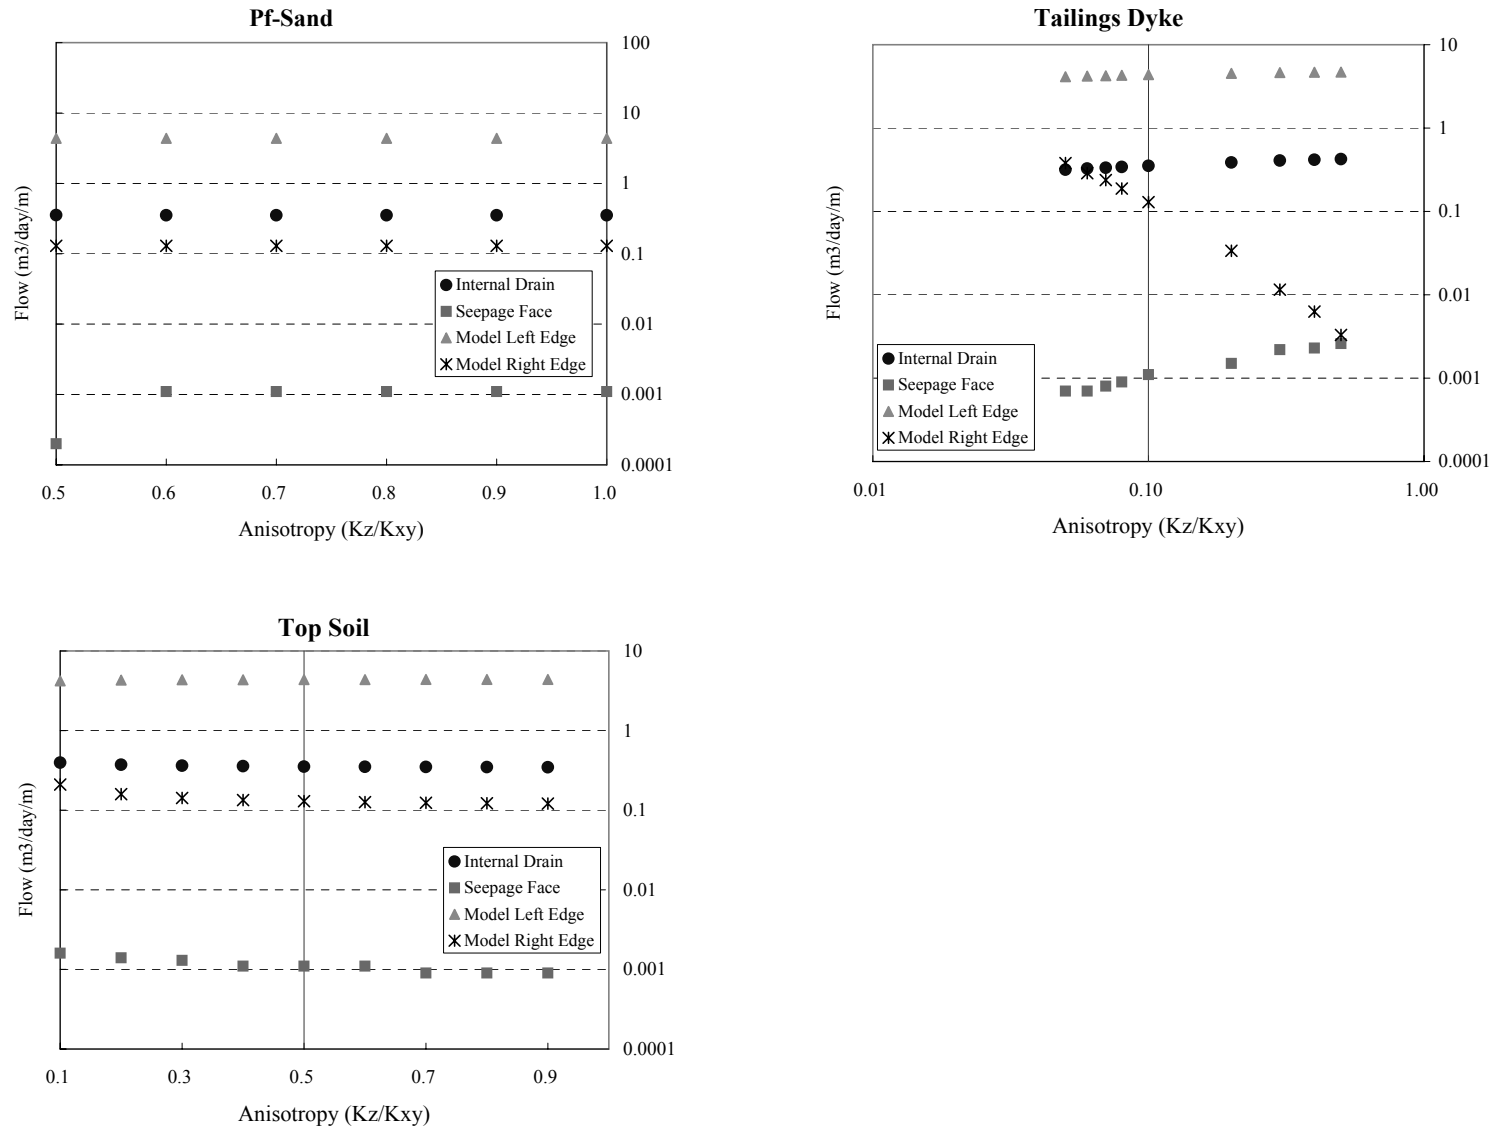 Pf-Sand
100
10
1
0.1
0.01
0.001
0.0001
Flow (m3/day/m)
Internal Drain
Seepage Face
Model Left Edge
Model Right Edge
0.5 0.6 0.7 0.8 0.9 1.0
Anisotropy (Kz/Kxy)
Tailings Dyke
10
1
0.1
0.01
0.001
0.0001
Flow (m3/day/m)
Internal Drain
Seepage Face
Model Left Edge
Model Right Edge
0.01 0.10 1.00
Anisotropy (Kz/Kxy)
Top Soil
10
1
0.1
0.01
0.001
0.0001
Flow (m3/day/m)
Internal Drain
Seepage Face
Model Left Edge
Model Right Edge
0.1 0.3 0.5 0.7 0.9
Anisotropy (Kz/Kxy)